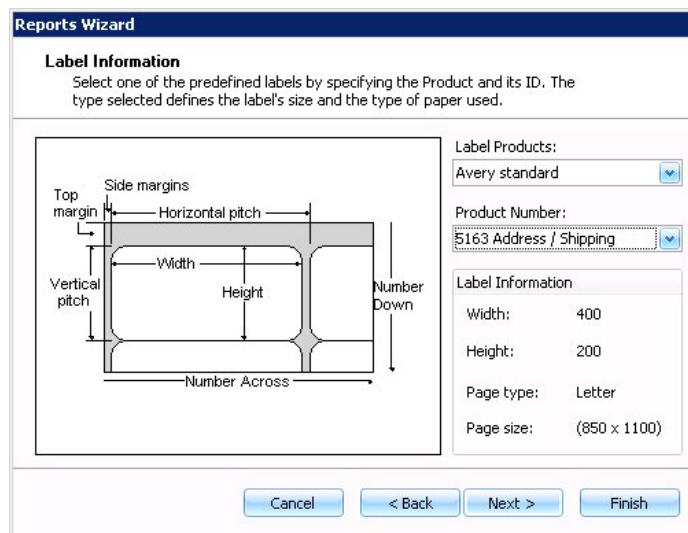 Reports Wizard
Label Information
Select one of the predefined labels by specifying the Product and its ID. The
type selected defines the label's size and the type of paper used.
Side margins
Top
margin
Horizontal pitch
Width
Vertical
pitch
Height
Number
Down
Number Across
Label Products:
Avery standard
Product Number:
5163 Address / Shipping
Label Information
Width: 400
Height: 200
Page type: Letter
Page size: (850 x 1100)
Cancel
< Back
Next >
Finish